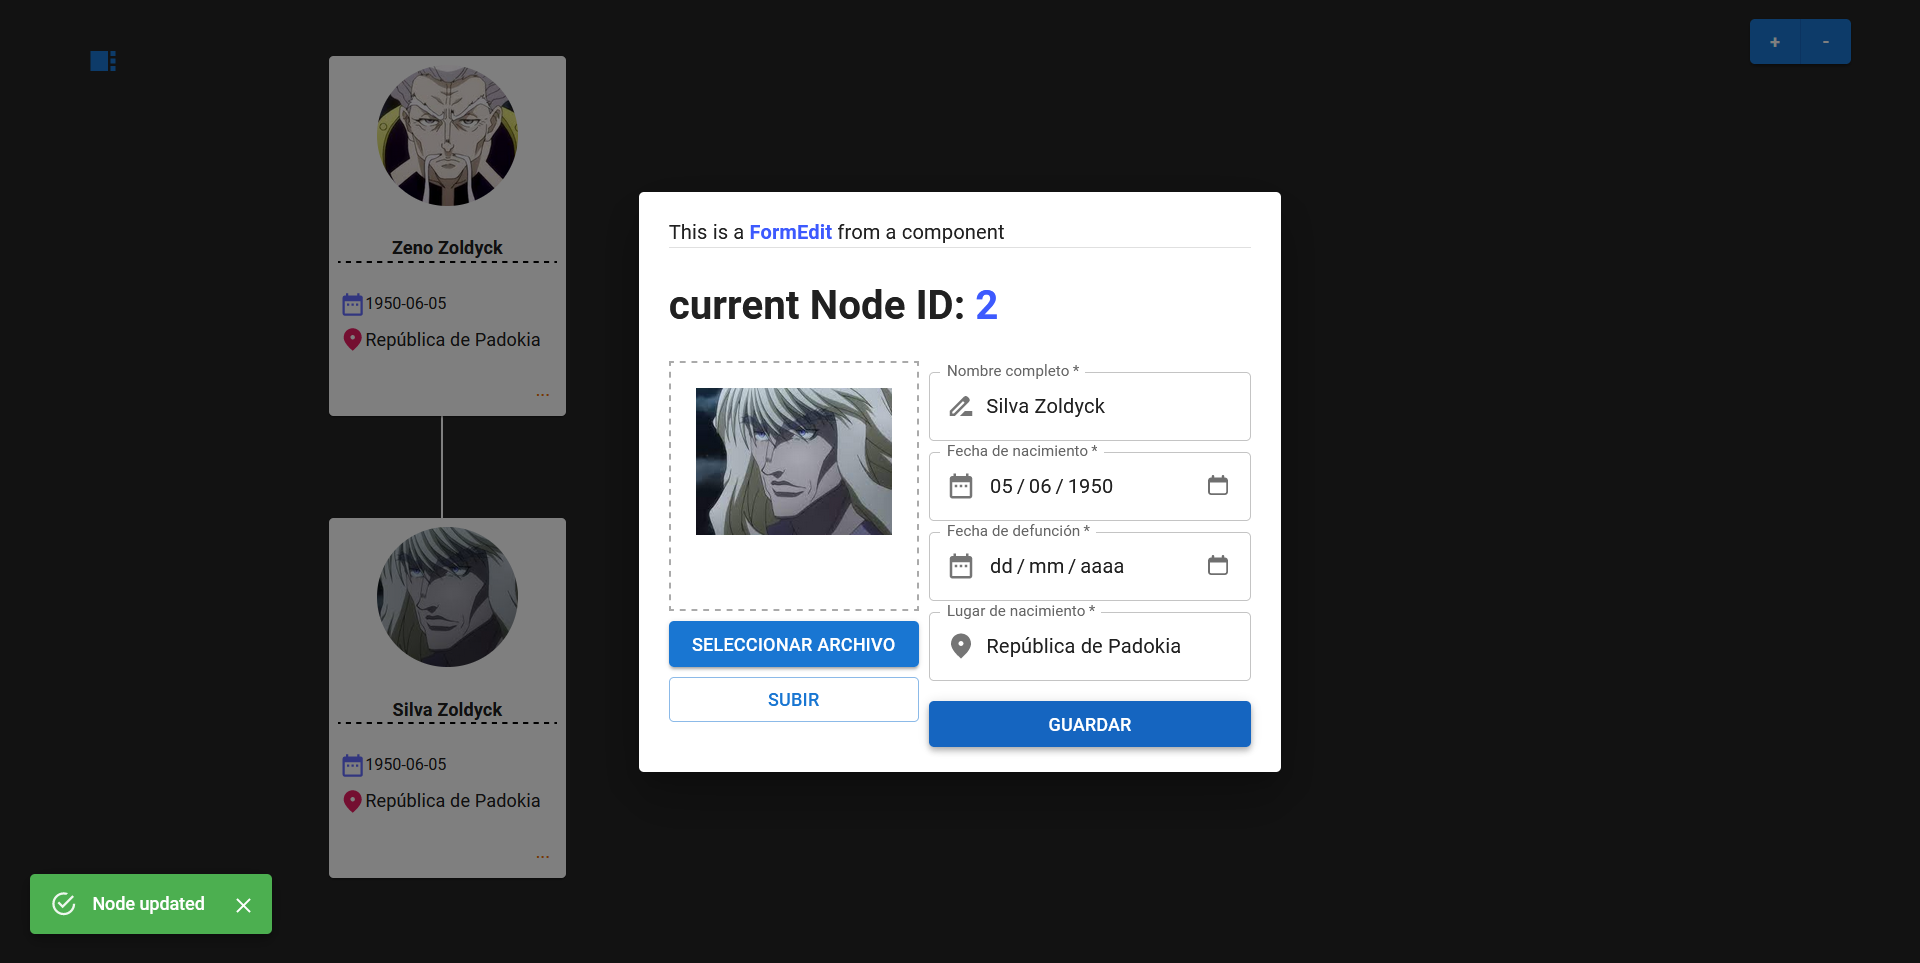 + -
Zeno Zoldyck
1950-06-05
República de Padokia
...
Silva Zoldyck
1950-06-05
República de Padokia
...
This is a FormEdit from a component
current Node ID: 2
SELECCIONAR ARCHIVO
SUBIR
Nombre completo *
Silva Zoldyck
Fecha de nacimiento *
05 / 06 / 1950
Fecha de defunción *
dd / mm / aaaa
Lugar de nacimiento *
República de Padokia
GUARDAR
Node updated